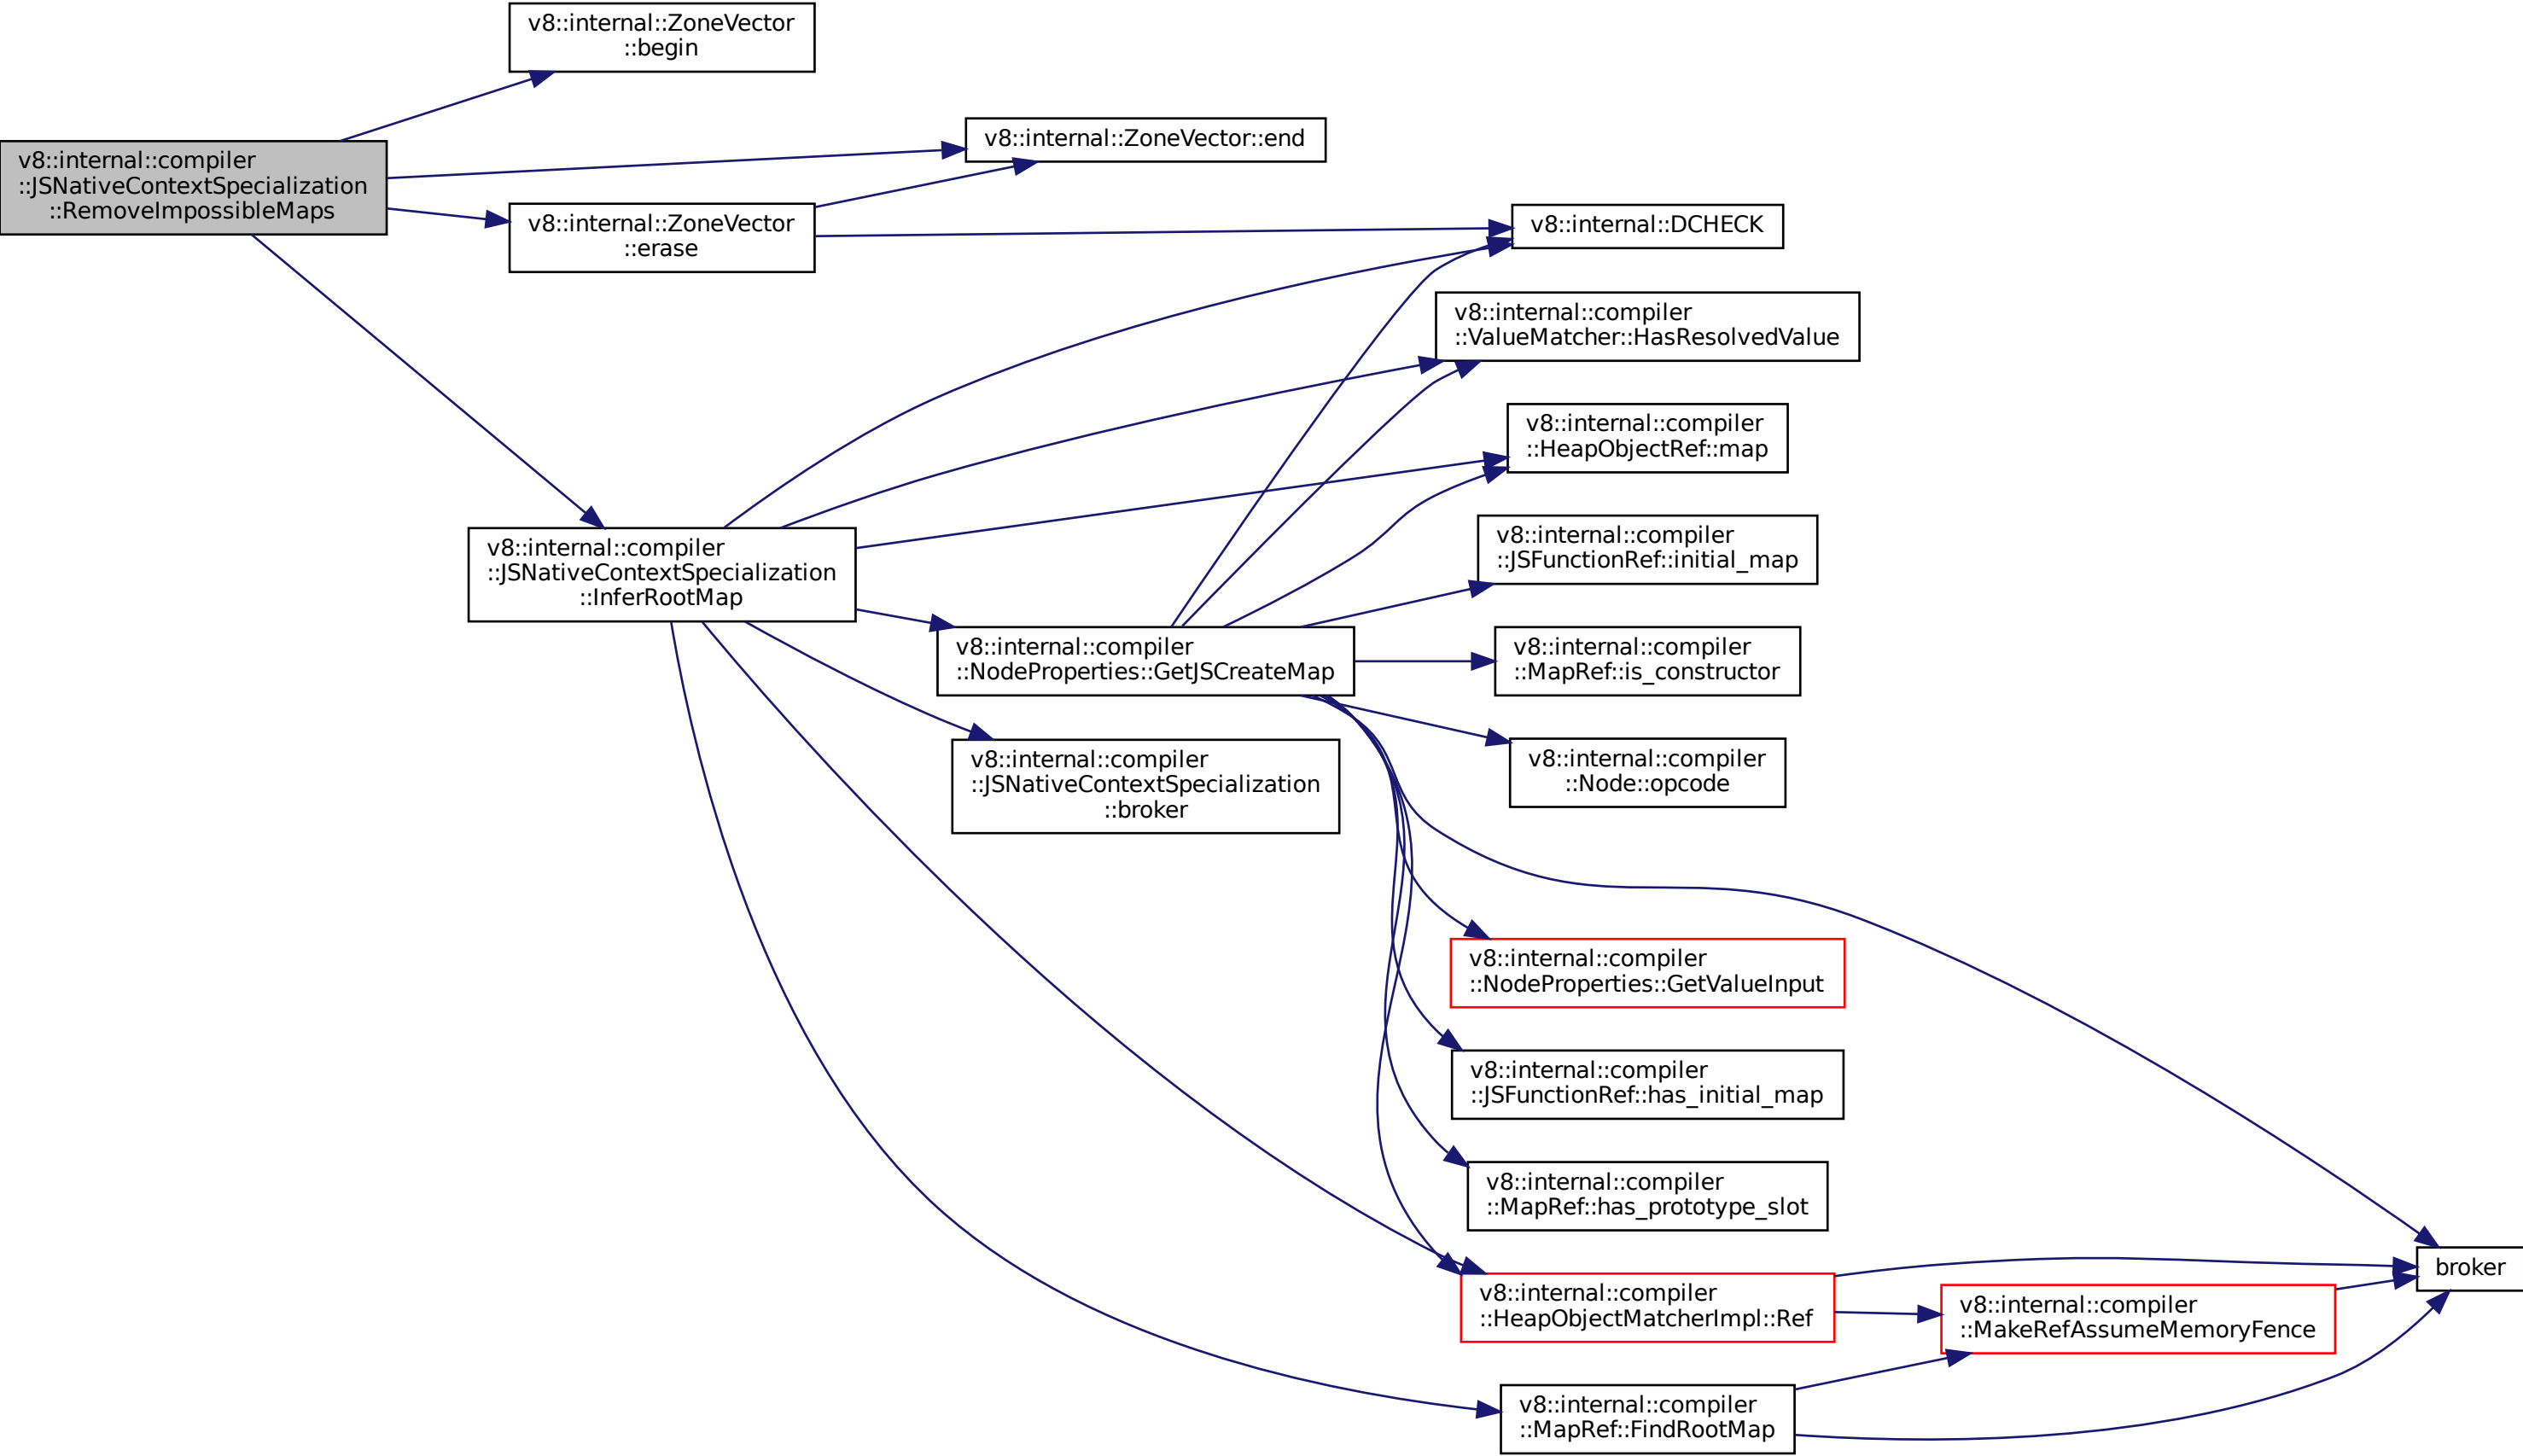 v8::internal::ZoneVector
::begin
v8::internal::compiler
::JSNativeContextSpecialization
::RemoveImpossibleMaps
v8::internal::ZoneVector::end
v8::internal::ZoneVector
::erase
v8::internal::DCHECK
v8::internal::compiler
::ValueMatcher::HasResolvedValue
v8::internal::compiler
::HeapObjectRef::map
v8::internal::compiler
::JSFunctionRef::initial_map
v8::internal::compiler
::JSNativeContextSpecialization
::InferRootMap
v8::internal::compiler
::NodeProperties::GetJSCreateMap
v8::internal::compiler
::MapRef::is_constructor
v8::internal::compiler
::JSNativeContextSpecialization
::broker
v8::internal::compiler
::Node::opcode
v8::internal::compiler
::NodeProperties::GetValueInput
v8::internal::compiler
::JSFunctionRef::has_initial_map
v8::internal::compiler
::MapRef::has_prototype_slot
broker
v8::internal::compiler
::HeapObjectMatcherImpl::Ref
v8::internal::compiler
::MakeRefAssumeMemoryFence
v8::internal::compiler
::MapRef::FindRootMap